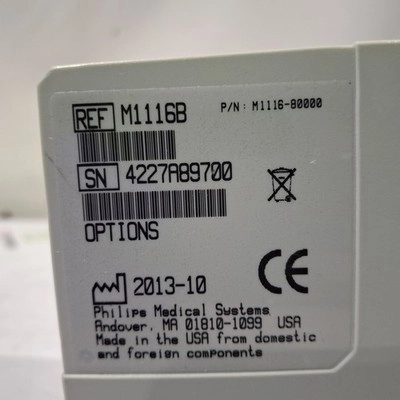 REF M1116B P/N: M1116-80000
SN 4227A89700
OPTIONS
2013-10
CE
Philips Medical Systems
Andover, MA 01810-1099 USA
Made in the USA from domestic
and foreign components